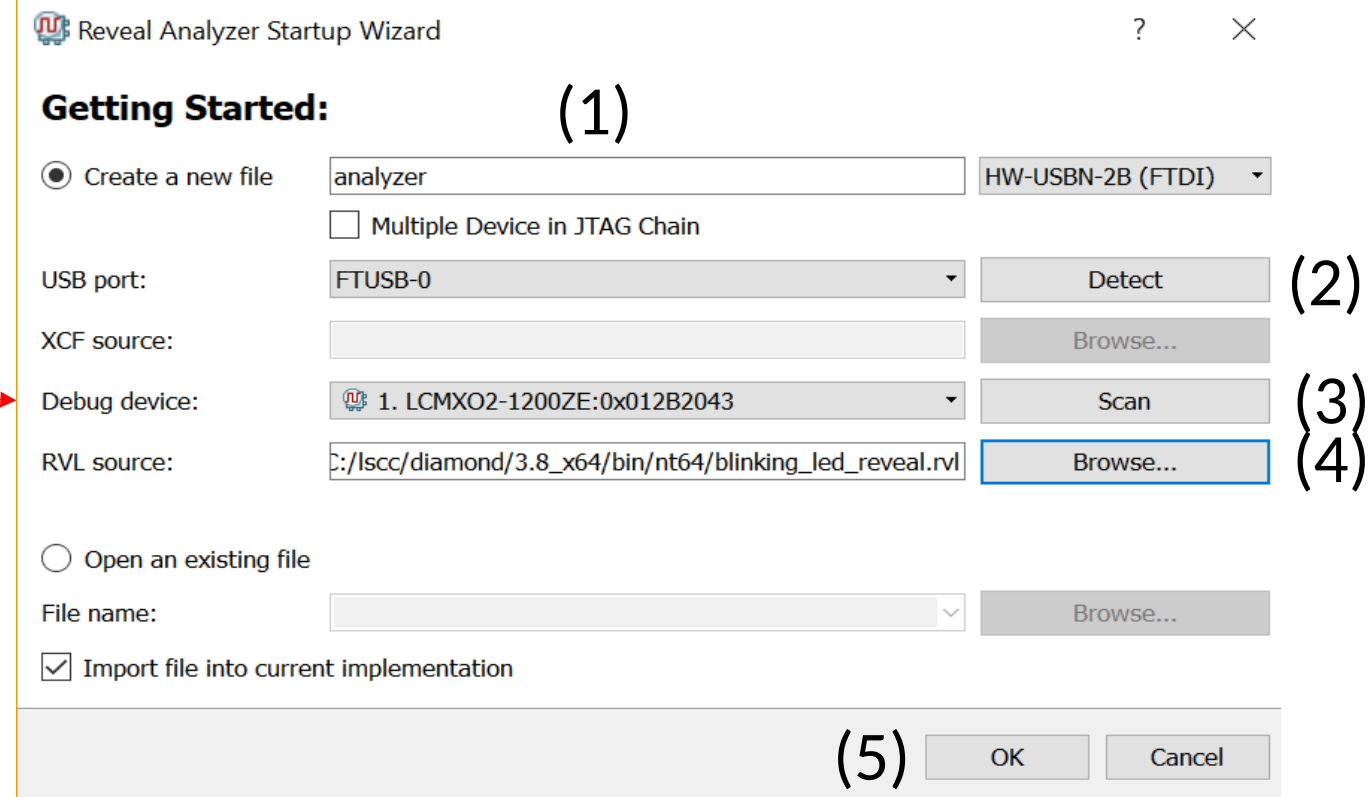 Reveal Analyzer Startup Wizard ? ×
Getting Started: (1)
Create a new file analyzer HW-USBN-2B (FTDI)
Multiple Device in JTAG Chain
USB port: FTUSB-0 Detect (2)
XCF source: Browse...
Debug device: 1. LCMXO2-1200ZE:0x012B2043 Scan (3)
RVL source: C:/lscc/diamond/3.8_x64/bin/nt64/blinking_led_reveal.rvl Browse... (4)
Open an existing file
File name: Browse...
Import file into current implementation
(5) OK Cancel